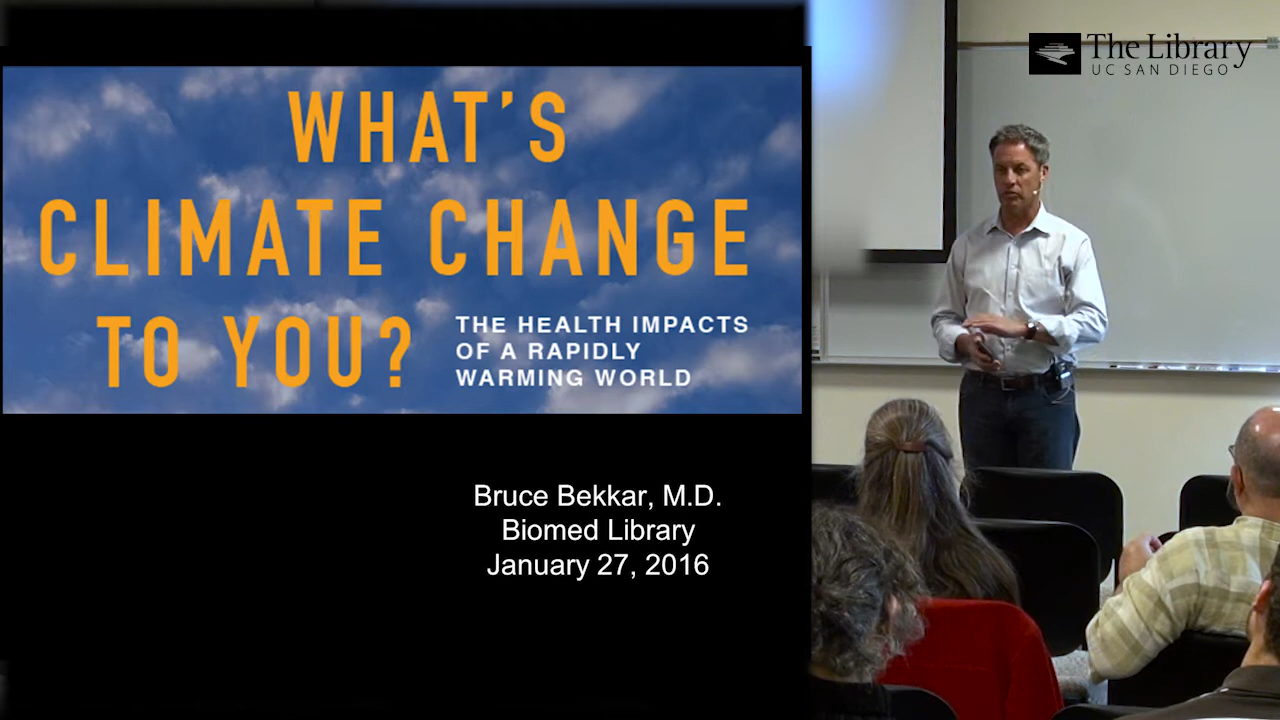 WHAT'S
CLIMATE CHANGE
TO YOU?
THE HEALTH IMPACTS
OF A RAPIDLY
WARMING WORLD
Bruce Bekkar, M.D.
Biomed Library
January 27, 2016
The Library
UC SAN DIEGO